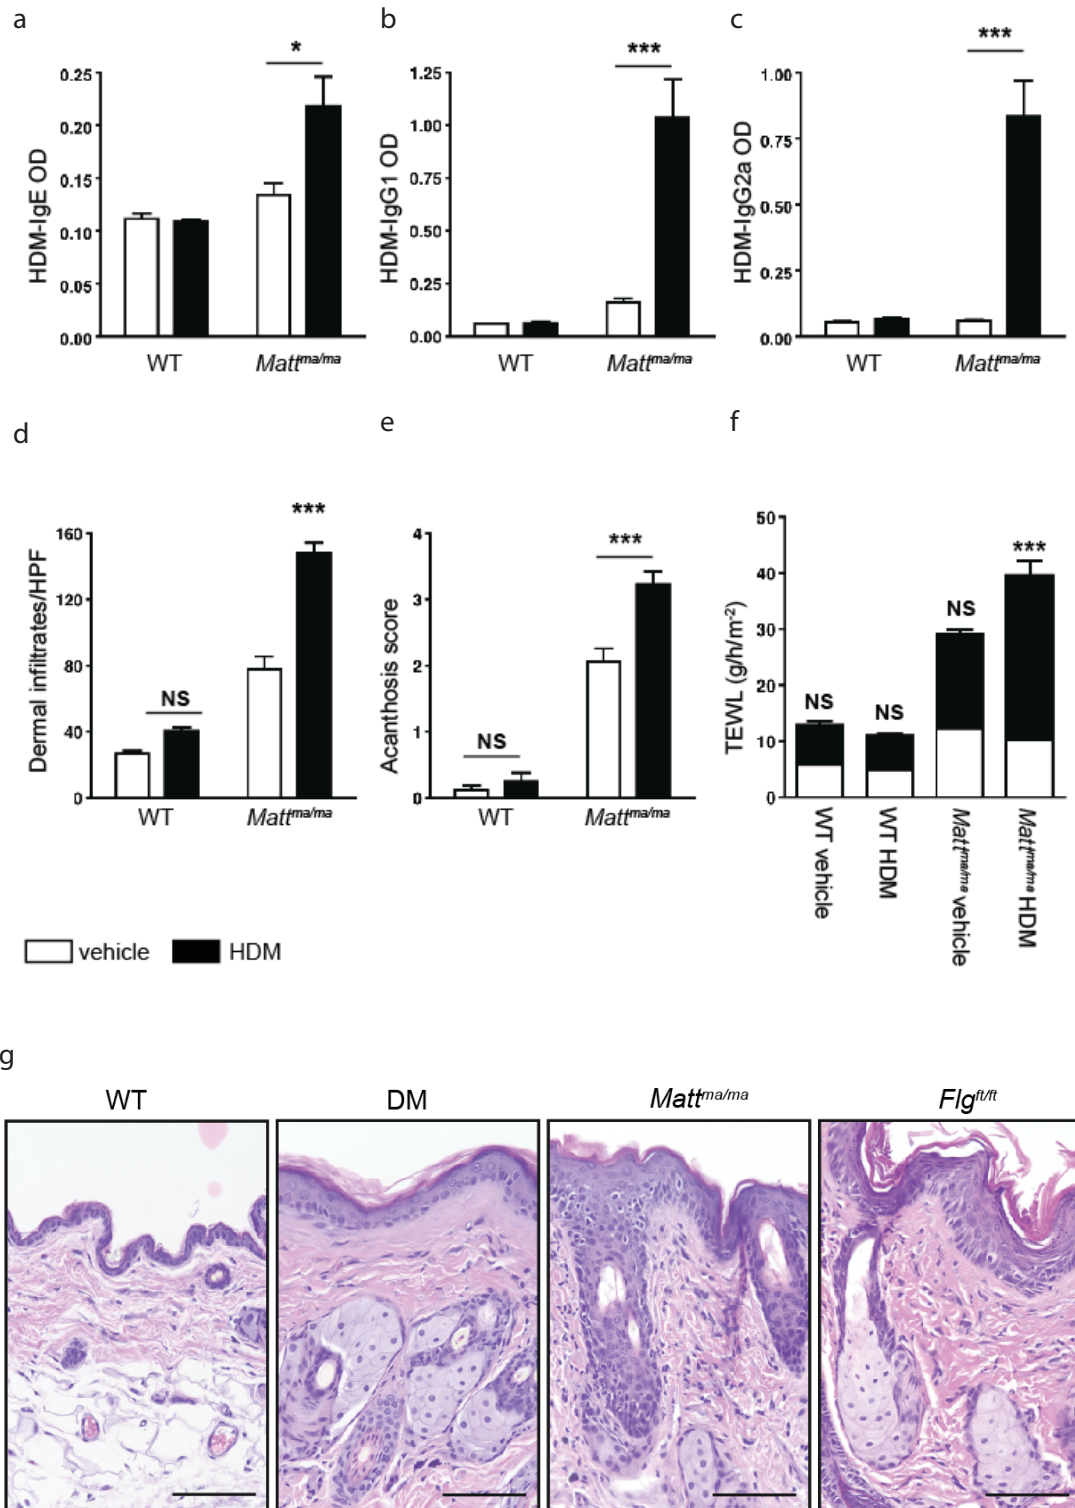 a
b
c
*
***
***
HDM-IgE OD
0.25
0.20
0.15
0.10
0.05
0.00
WT
Matt^ma/ma
HDM-IgG1 OD
1.25
1.00
0.75
0.50
0.25
0.00
WT
Matt^ma/ma
HDM-IgG2a OD
1.00
0.75
0.50
0.25
0.00
WT
Matt^ma/ma
d
e
f
Dermal infiltrates/HPF
160
120
80
40
0
NS
***
WT
Matt^ma/ma
Acanthosis score
4
3
2
1
0
NS
***
WT
Matt^ma/ma
TEWL (g/h/m⁻²)
50
40
30
20
10
0
NS
NS
NS
***
WT vehicle
WT HDM
Matt^ma/ma vehicle
Matt^ma/ma HDM
vehicle
HDM
g
WT
DM
Matt^ma/ma
Flg^ft/ft